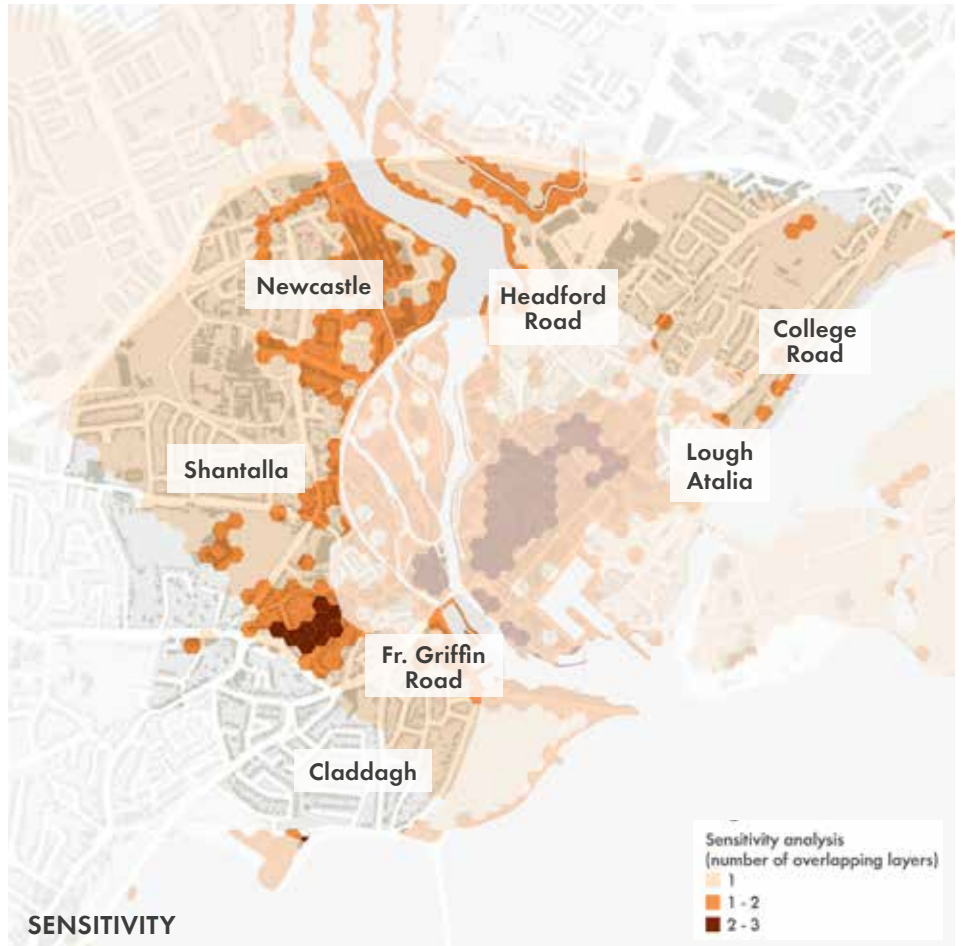 Newcastle
Headford
Road
College
Road
Shantalla
Lough
Atalia
Fr. Griffin
Road
Claddagh
Sensitivity analysis
(number of overlapping layers)
1
1 - 2
2 - 3
SENSITIVITY